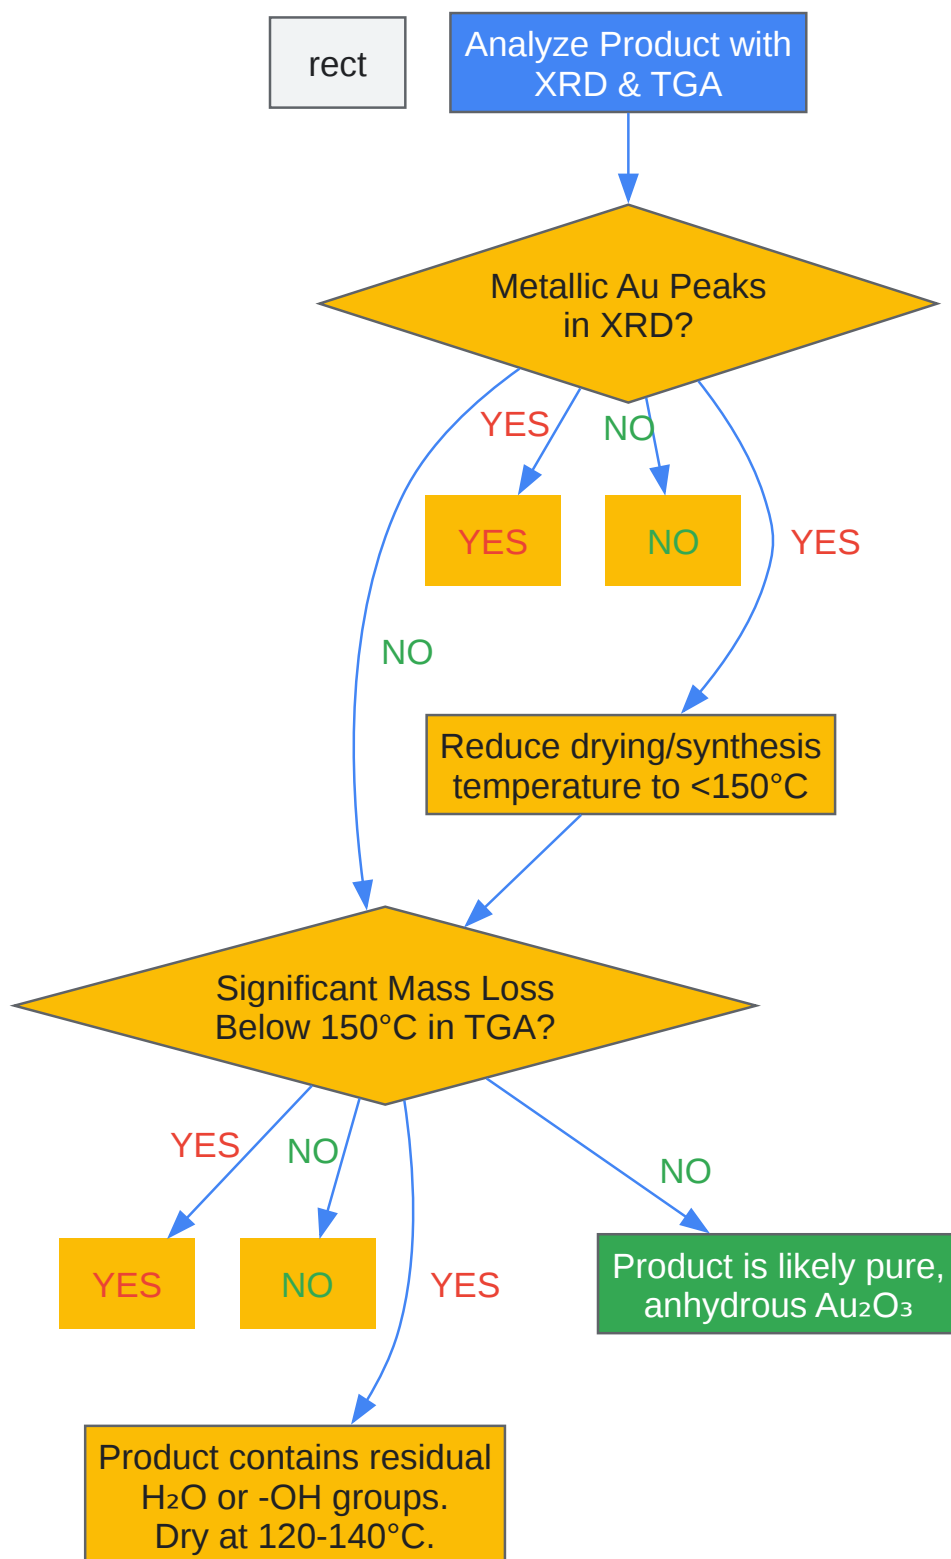 rect
Analyze Product with
XRD & TGA
Metallic Au Peaks
in XRD?
YES
NO
YES
NO
YES
NO
Reduce drying/synthesis
temperature to <150°C
Significant Mass Loss
Below 150°C in TGA?
YES
NO
NO
YES
NO
YES
Product is likely pure,
anhydrous Au₂O₃
Product contains residual
H₂O or -OH groups.
Dry at 120-140°C.